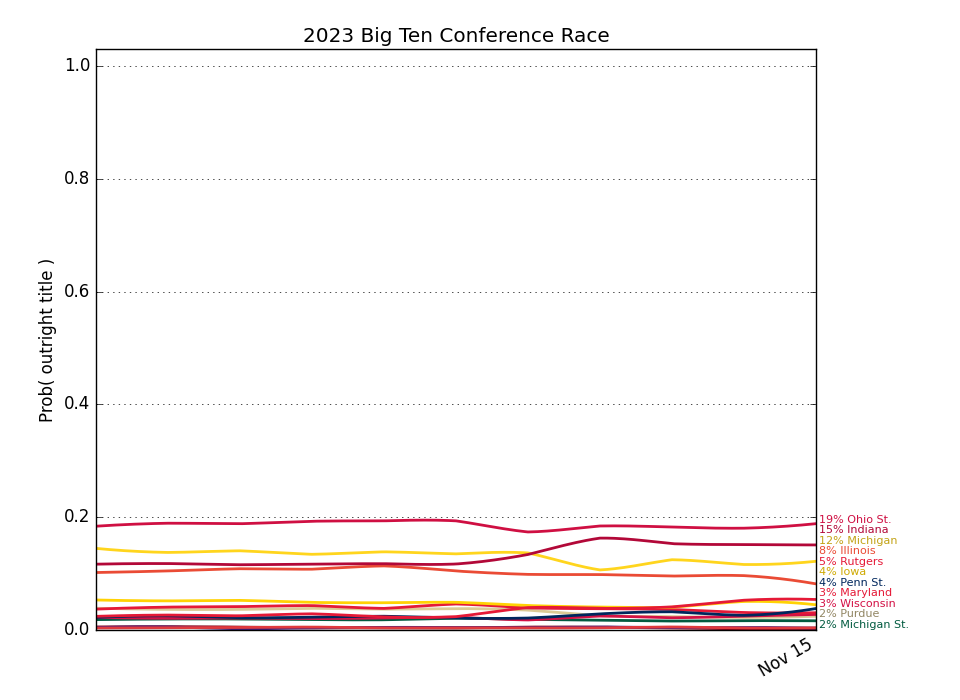 2023 Big Ten Conference Race
Prob( outright title )
1.0
0.8
0.6
0.4
0.2
0.0
19% Ohio St.
15% Indiana
12% Michigan
8% Illinois
5% Rutgers
4% Iowa
4% Penn St.
3% Maryland
3% Wisconsin
2% Purdue
2% Michigan St.
Nov 15